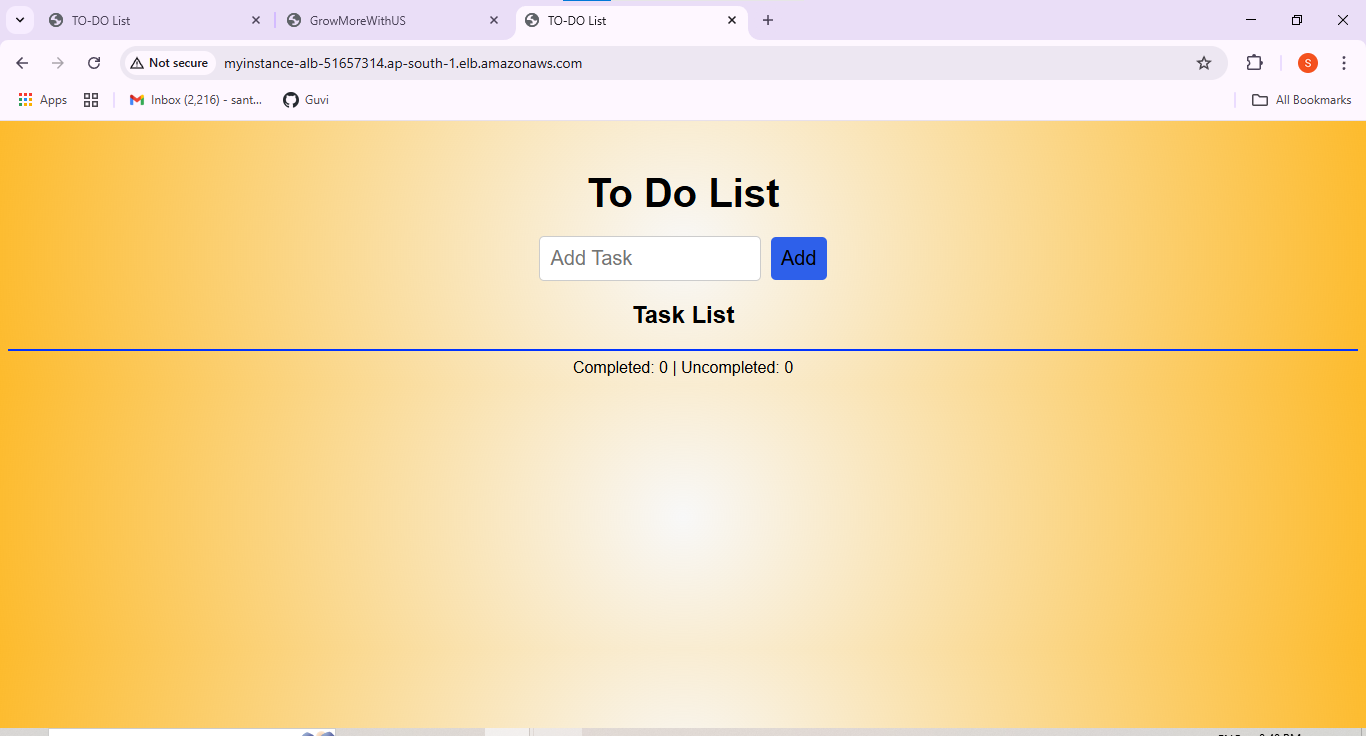 TO-DO List
GrowMoreWithUS
TO-DO List
Not secure
myinstance-alb-51657314.ap-south-1.elb.amazonaws.com
S
Apps
Inbox (2,216) - sant...
Guvi
All Bookmarks
To Do List
Add Task
Add
Task List
Completed: 0 | Uncompleted: 0